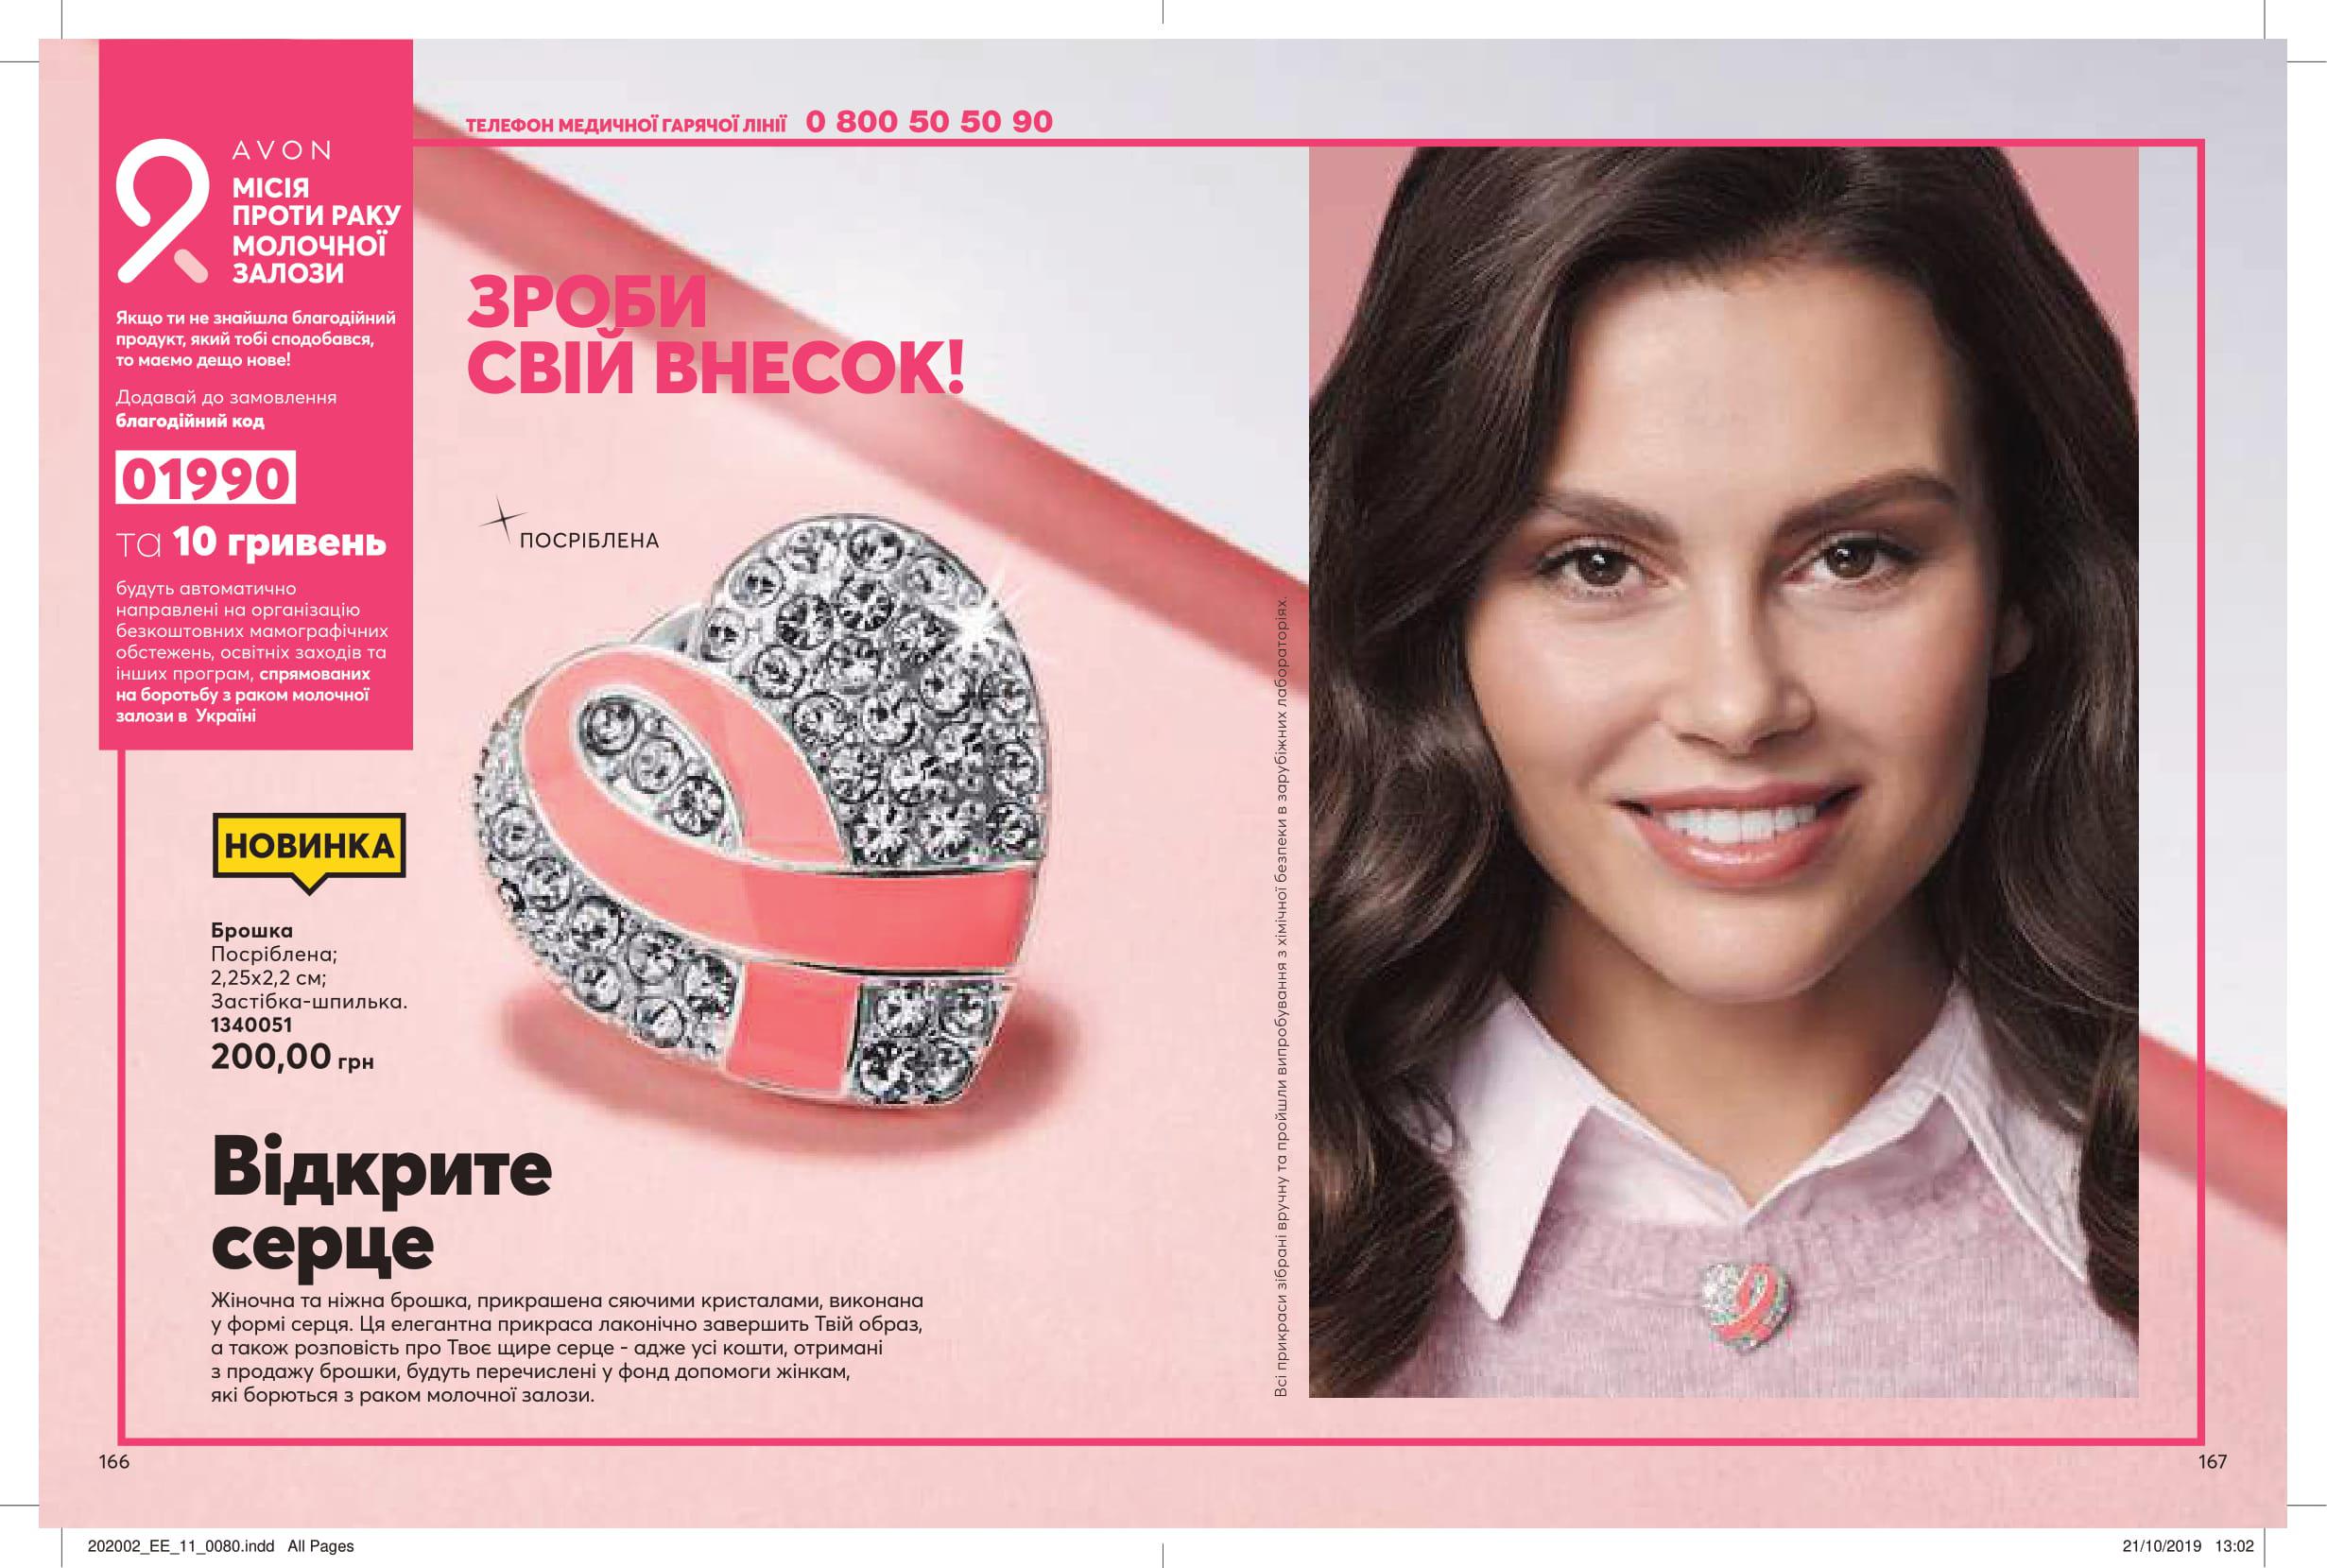 ТЕЛЕФОН МЕДИЧНОЇ ГАРЯЧОЇ ЛІНІЇ 0 800 50 50 90
AVON
МІСІЯ
ПРОТИ РАКУ
МОЛОЧНОЇ
ЗАЛОЗИ
Якщо ти не знайшла благодійний
продукт, який тобі сподобався,
то маємо дещо нове!
Додавай до замовлення
благодійний код
01990
та 10 гривень
будуть автоматично
направлені на організацію
безкоштовних мамографічних
обстежень, освітніх заходів та
інших програм, спрямованих
на боротьбу з раком молочної
залози в Україні
ЗРОБИ
СВІЙ ВНЕСОК!
ПОСРІБЛЕНА
НОВИНКА
Брошка
Посріблена;
2,25х2,2 см;
Застібка-шпилька.
1340051
200,00 грн
Відкрите
серце
Жіночна та ніжна брошка, прикрашена сяючими кристалами, виконана
у формі серця. Ця елегантна прикраса лаконічно завершить Твій образ,
а також розповість про Твоє щире серце - адже усі кошти, отримані
з продажу брошки, будуть перечислені у фонд допомоги жінкам,
які борються з раком молочної залози.
Всі прикраси зібрані вручну та пройшли випробування з хімічної безпеки в зарубіжних лабораторіях.
166
167
202002_EE_11_0080.indd All Pages
21/10/2019 13:02